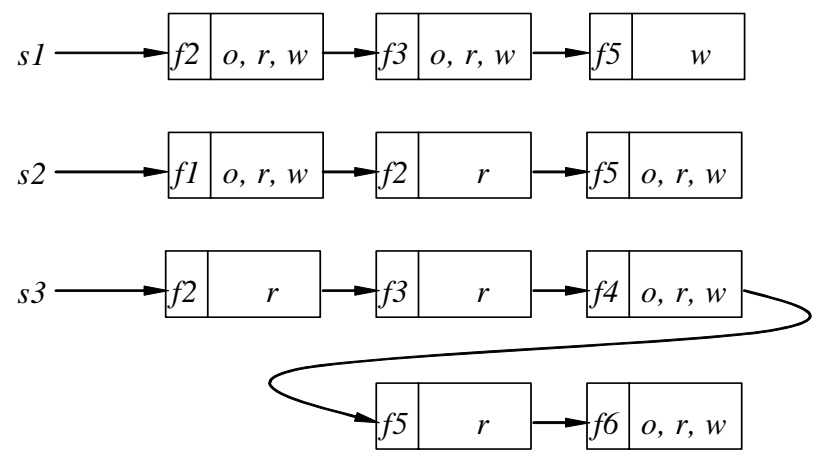 s1 f2 o, r, w f3 o, r, w f5 w
s2 f1 o, r, w f2 r f5 o, r, w
s3 f2 r f3 r f4 o, r, w
f5 r f6 o, r, w